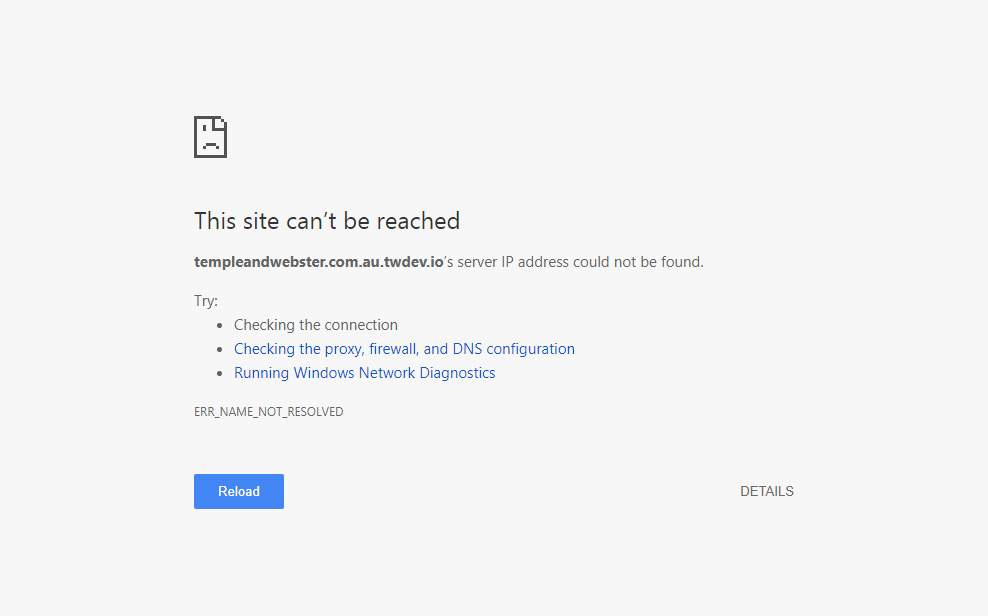 This site can’t be reached
templeandwebster.com.au.twdev.io’s server IP address could not be found.
Try:
Checking the connection
Checking the proxy, firewall, and DNS configuration
Running Windows Network Diagnostics
ERR_NAME_NOT_RESOLVED
Reload
DETAILS